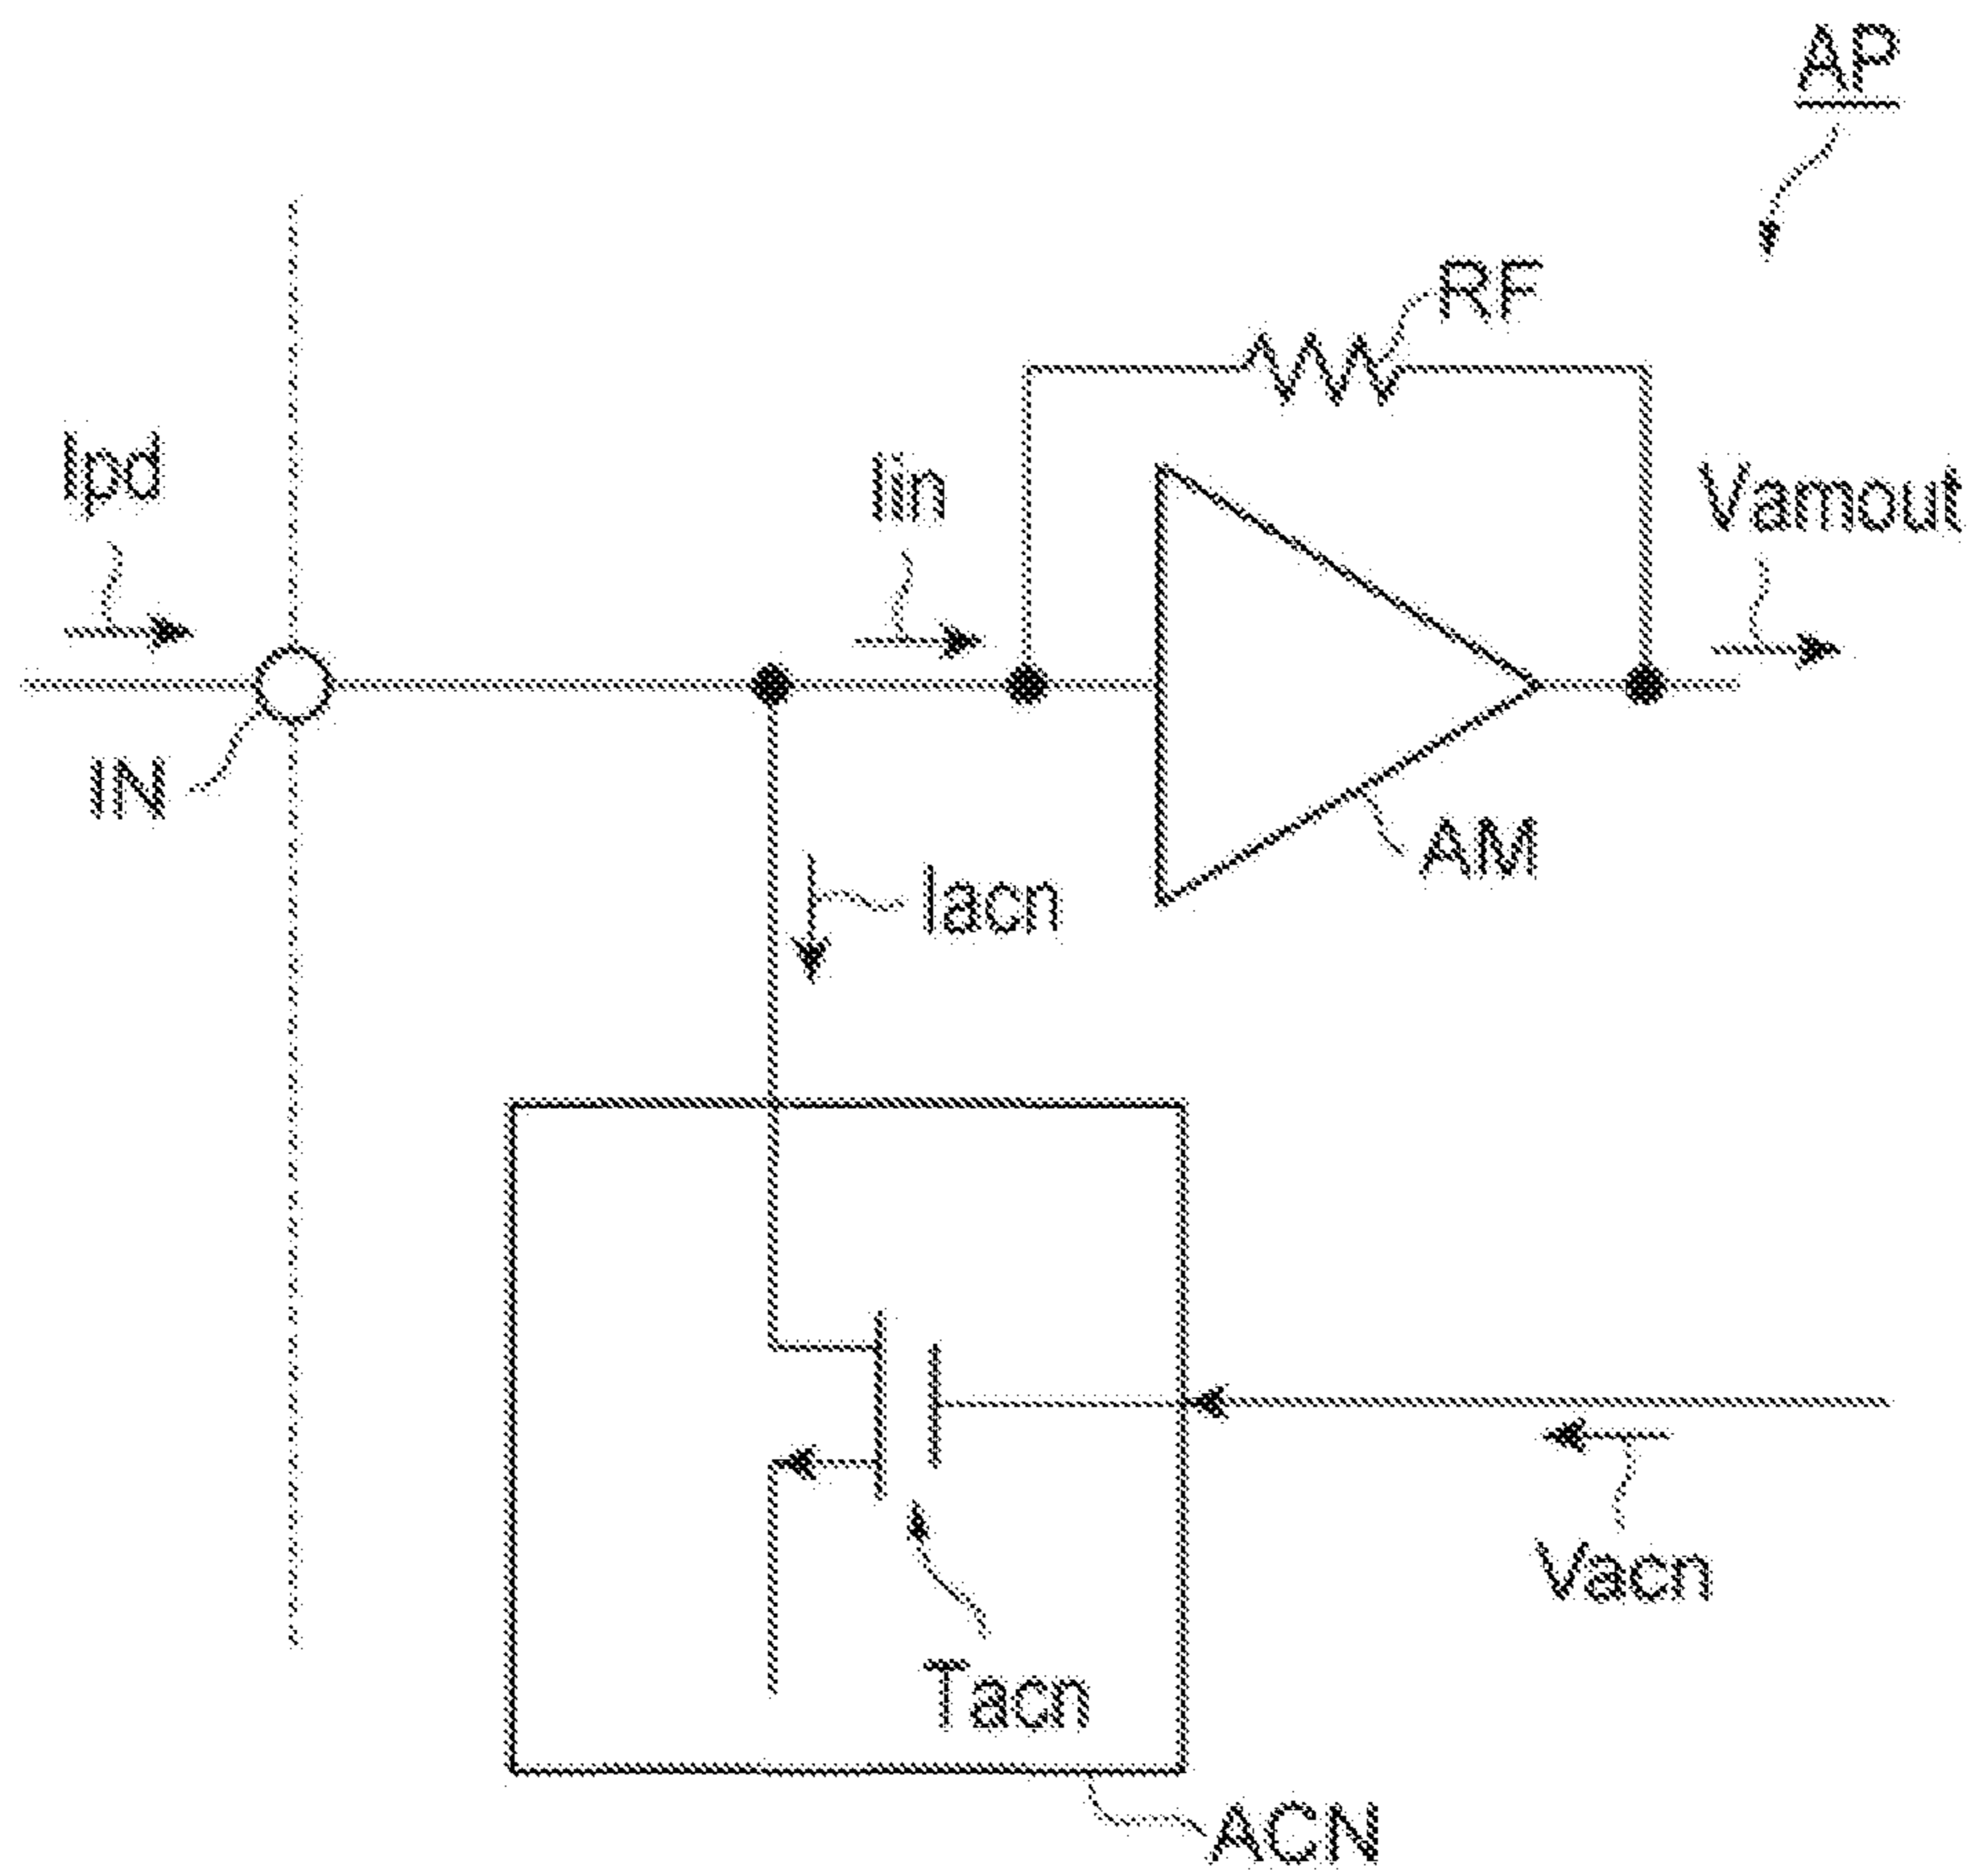 AP
RF
Ipd
Iin
Vamout
IN
AM
Iacn
Vacn
Tacn
ACN